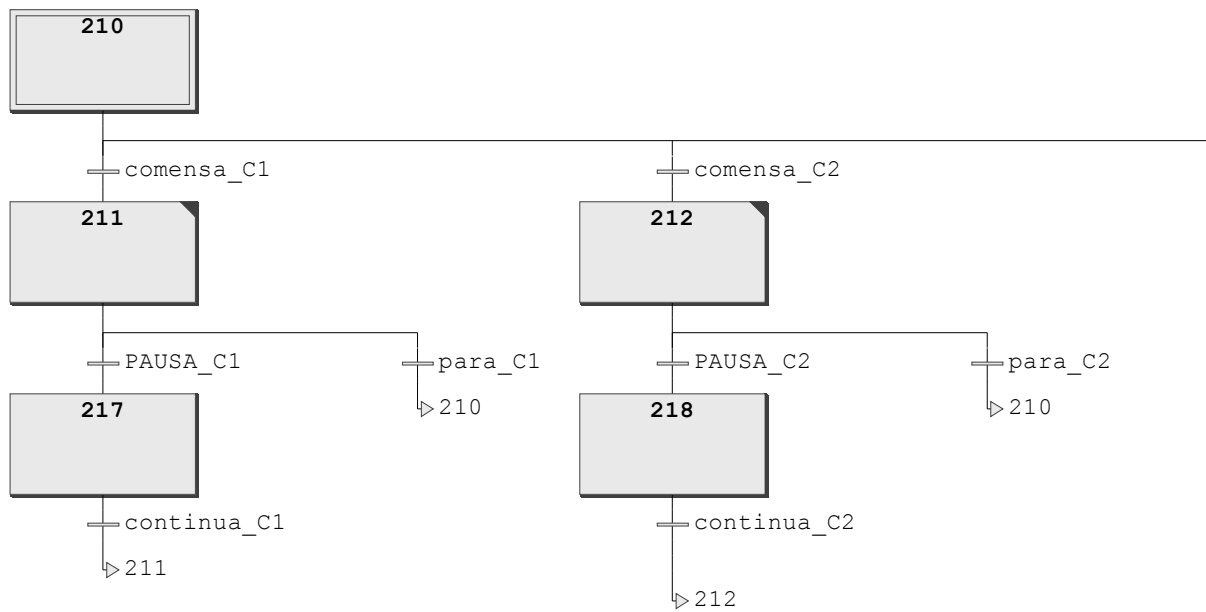 210
comensa_C1 comensa_C2
211 212
PAUSA_C1 para_C1 PAUSA_C2 para_C2
217 210 218 210
continua_C1 continua_C2
211
212